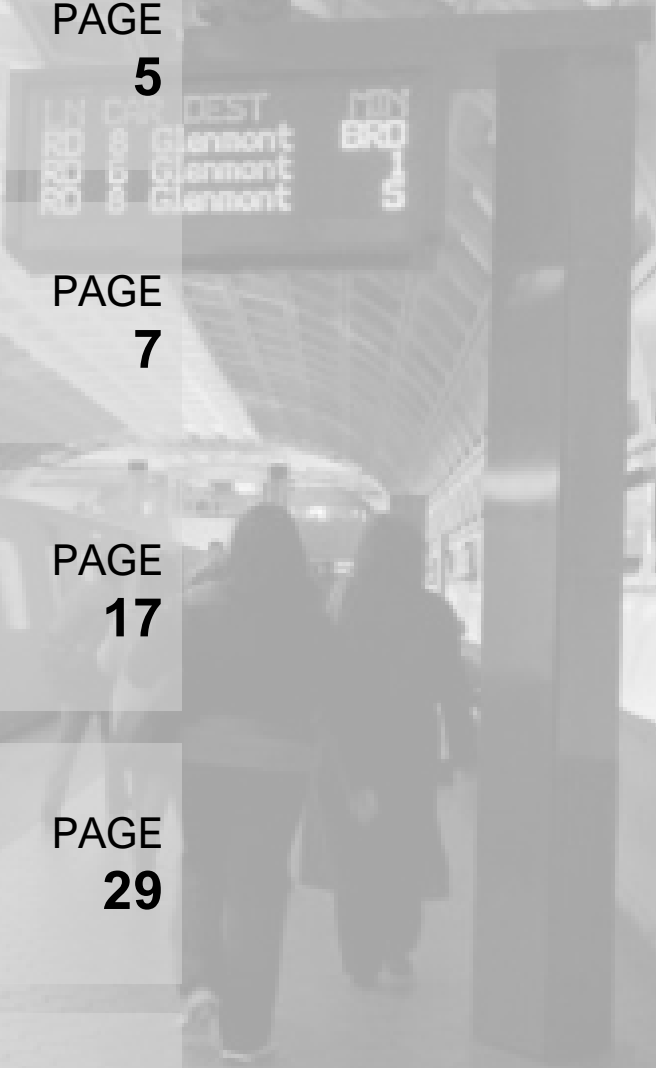 PAGE
5
LN CAR DEST MIN
RD 8 Glenmont BRD
RD 6 Glenmont 1
RD 8 Glenmont 5
PAGE
7
PAGE
17
PAGE
29